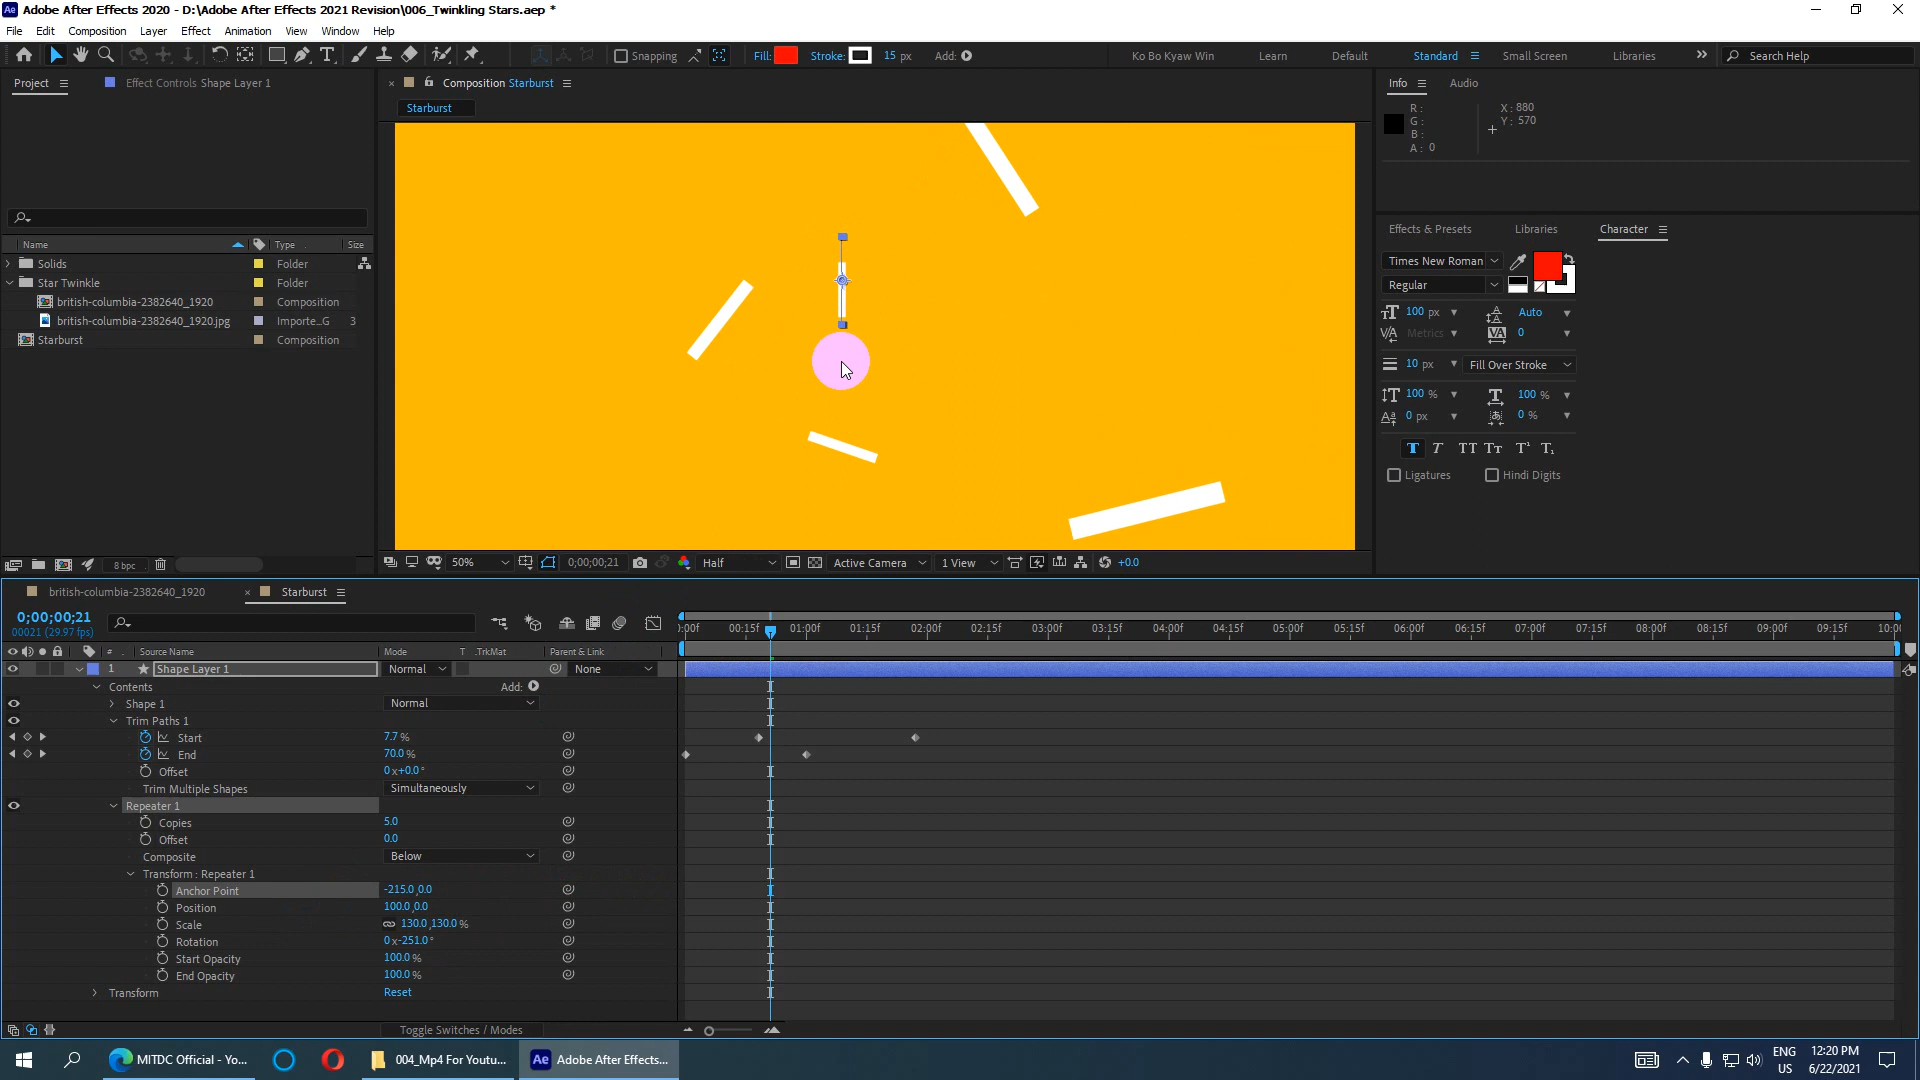 Adobe After Effects 2020 - D:\Adobe After Effects 2021 Revision\006_Twinkling Stars.aep *
File Edit Composition Layer Effect Animation View Window Help
Snapping Fill: Stroke: 15 px Add: Ko Bo Kyaw Win Learn Default Standard Small Screen Libraries Search Help
Project Effect Controls Shape Layer 1 Composition Starburst Info Audio
Starburst
R : X : 880
G : Y : 570
B :
A : 0
Name Type Size
Solids Folder
Star Twinkle Folder
british-columbia-2382640_1920 Composition
british-columbia-2382640_1920.jpg Importe...G 3
Starburst Composition
Effects & Presets Libraries Character
Times New Roman
Regular
100 px Auto
Metrics 0
10 px Fill Over Stroke
100 % 100 %
0 px 0 %
T T TT Tt T¹ T₁
Ligatures Hindi Digits
8 bpc 50% 0;00;00;21 Half Active Camera 1 View +0.0
british-columbia-2382640_1920 Starburst
0;00;00;21
00021 (29.97 fps)
:00f 00:15f 01:00f 01:15f 02:00f 02:15f 03:00f 03:15f 04:00f 04:15f 05:00f 05:15f 06:00f 06:15f 07:00f 07:15f 08:00f 08:15f 09:00f 09:15f 10:00
# Source Name Mode T .TrkMat Parent & Link
1 Shape Layer 1 Normal None
Contents Add:
Shape 1 Normal
Trim Paths 1
Start 7.7 %
End 70.0 %
Offset 0 x+0.0 °
Trim Multiple Shapes Simultaneously
Repeater 1
Copies 5.0
Offset 0.0
Composite Below
Transform : Repeater 1
Anchor Point -215.0,0.0
Position 100.0,0.0
Scale 130.0,130.0 %
Rotation 0 x-251.0 °
Start Opacity 100.0 %
End Opacity 100.0 %
Transform Reset
Toggle Switches / Modes
MITDC Official - Yo... 004_Mp4 For Youtu... Ae Adobe After Effects... ENG US 12:20 PM 6/22/2021